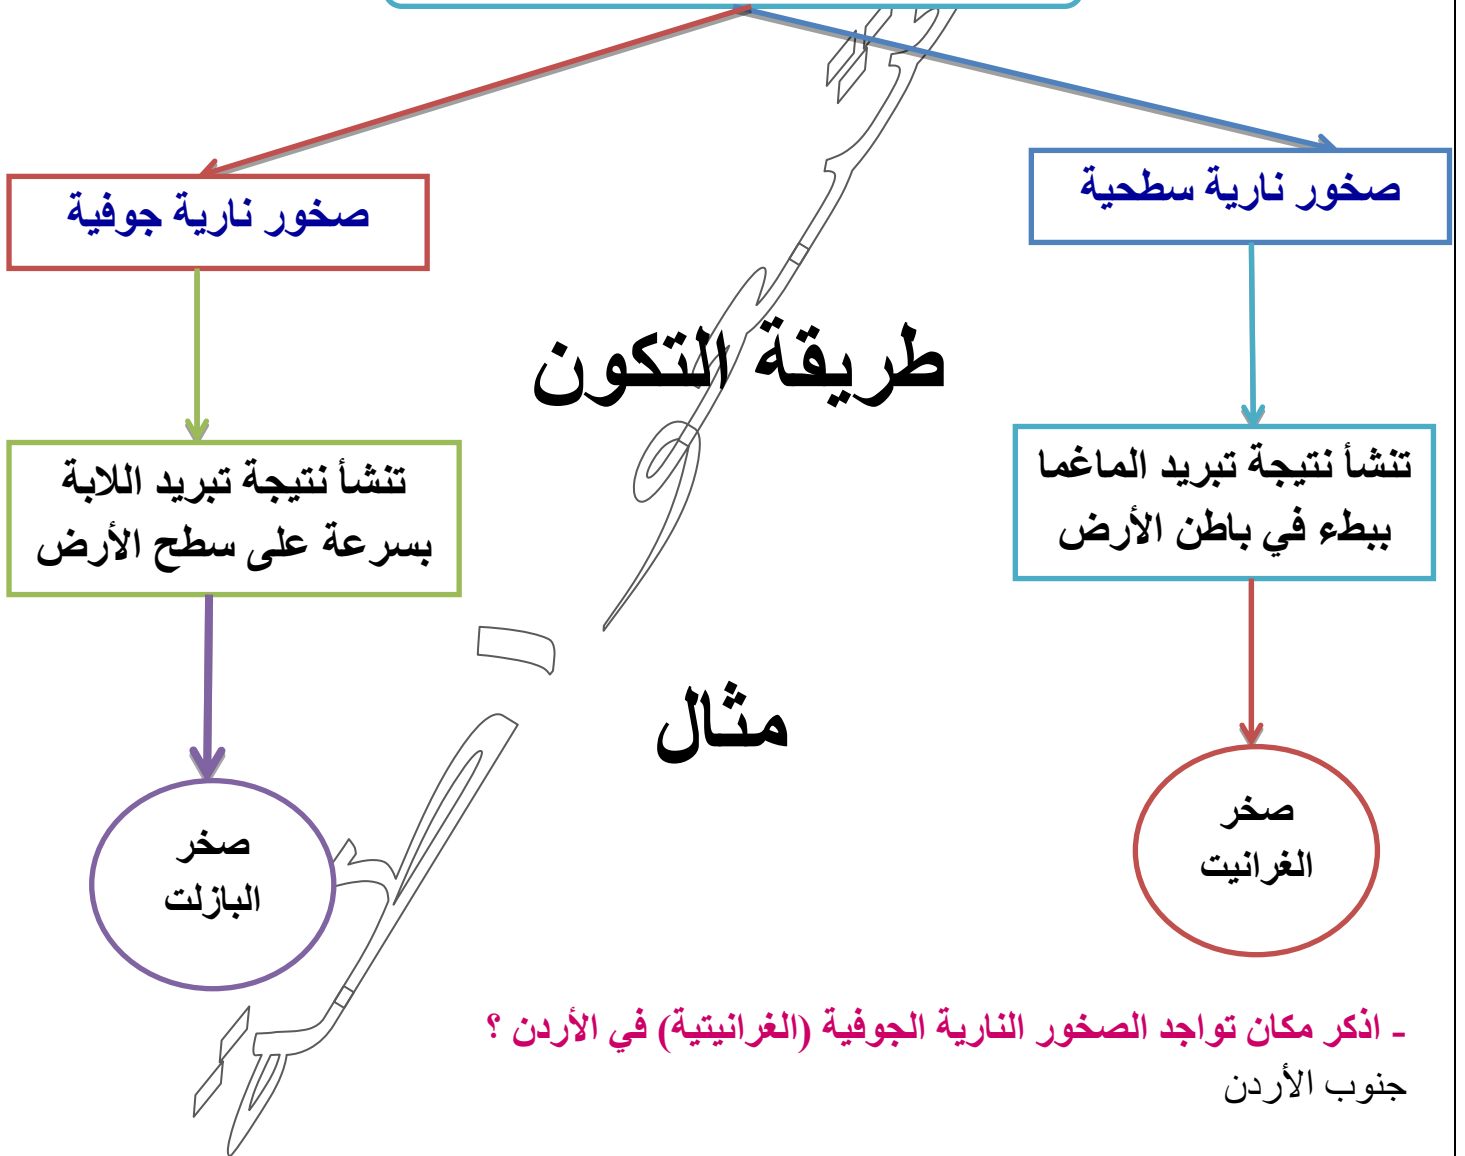 صخور نارية سطحية
صخور نارية جوفية
طريقة التكون
تنشأ نتيجة تبريد الماغما
ببطء في باطن الأرض
تنشأ نتيجة تبريد اللابة
بسرعة على سطح الأرض
مثال
صخر
الغرانيت
صخر
البازلت
- اذكر مكان تواجد الصخور النارية الجوفية (الغرانيتية) في الأردن ؟
جنوب الأردن